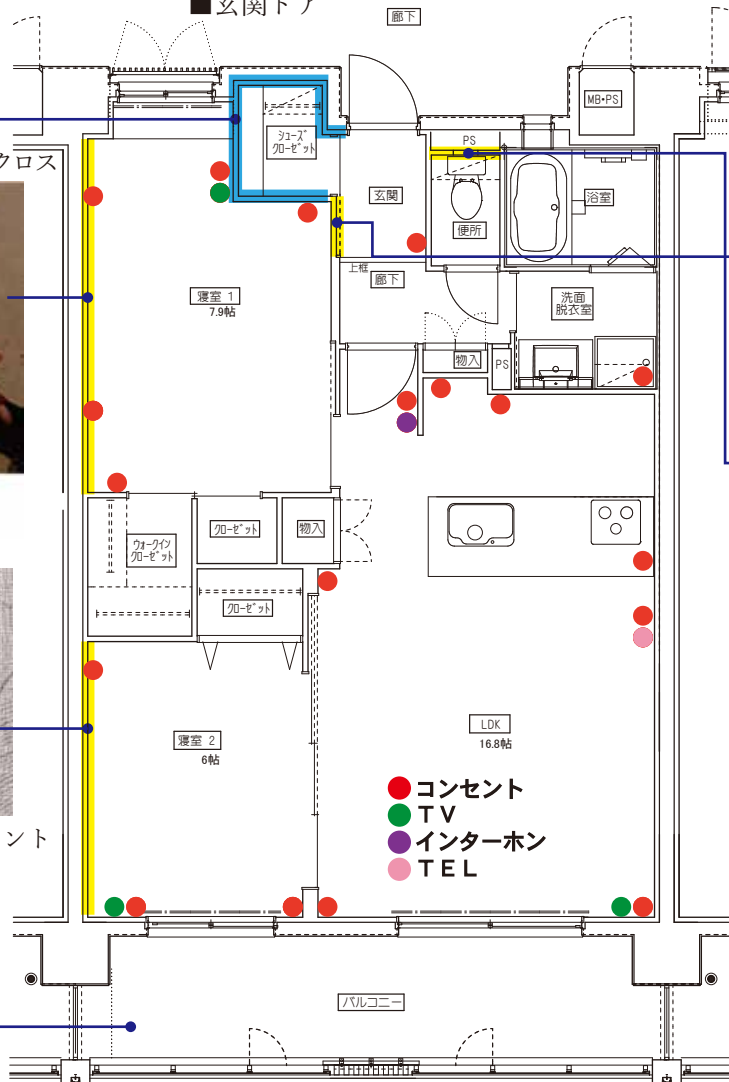 ■玄関ドア
廊下
MB・PS
クロス
シューズ
クローゼット
PS
玄関
便所
浴室
上框
廊下
寝室 1
7.9帖
洗面
脱衣室
物入
PS
ウォークイン
クローゼット
クローゼット
物入
クローゼット
寝室 2
6帖
LDK
16.8帖
コンセント
ＴＶ
インターホン
ＴＥＬ
ント
バルコニー